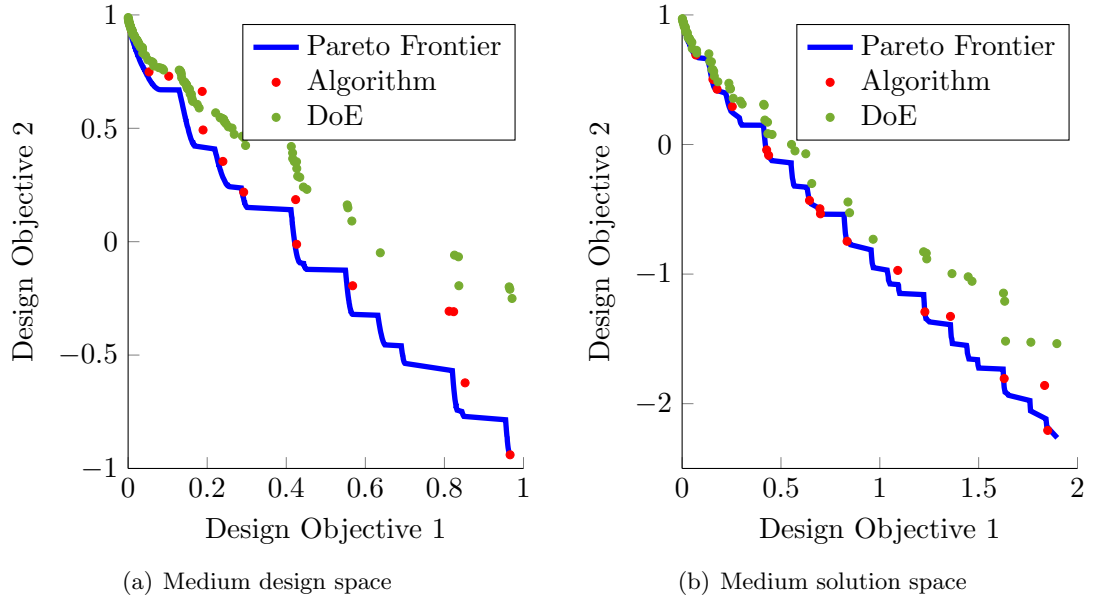 1
0.5
0
−0.5
−1
0
0.2
0.4
0.6
0.8
1
Design Objective 1
Design Objective 2
Pareto Frontier
Algorithm
DoE
(a) Medium design space
1
0
−1
−2
0
0.5
1
1.5
2
Design Objective 1
Design Objective 2
Pareto Frontier
Algorithm
DoE
(b) Medium solution space